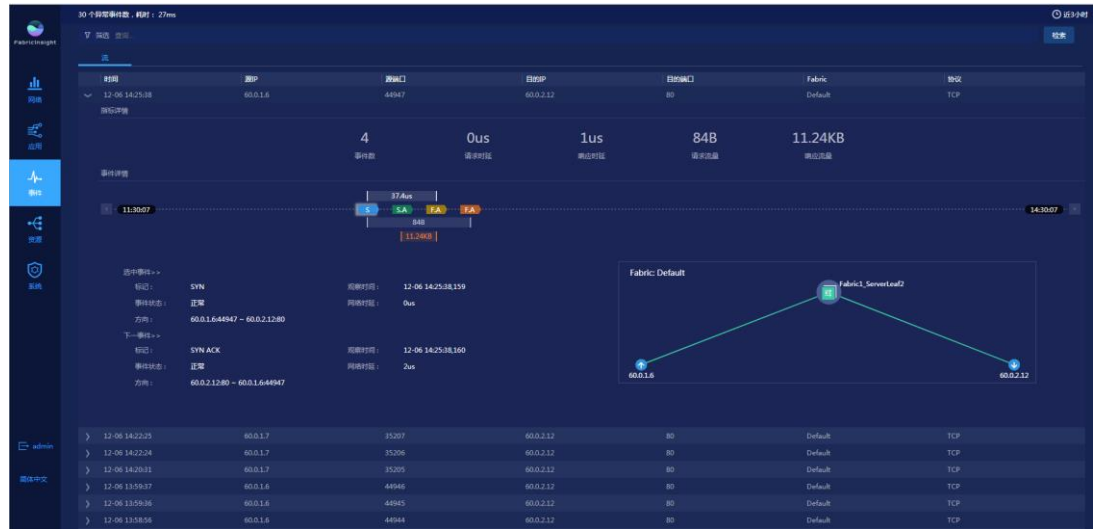 30 个异常事件数，耗时：27ms
近3小时
FabricInsight
筛选 查询...
检索
流
时间 源IP 源端口 目的IP 目的端口 Fabric 协议
12-06 14:25:38 60.0.1.6 44947 60.0.2.12 80 Default TCP
指标详情
4 0us 1us 84B 11.24KB
事件数 请求时延 响应时延 请求流量 响应流量
事件详情
37.4us
11:30:07 S S.A F.A F.A 14:30:07
84B
11.24KB
选中事件>>
标记： SYN 观察时间： 12-06 14:25:38,159
事件状态： 正常 网络时延： 0us
方向： 60.0.1.6:44947 ~ 60.0.2.12:80
下一事件>>
标记： SYN ACK 观察时间： 12-06 14:25:38,160
事件状态： 正常 网络时延： 2us
方向： 60.0.2.12:80 ~ 60.0.1.6:44947
Fabric: Default
Fabric1_ServerLeaf2
60.0.1.6 60.0.2.12
12-06 14:22:25 60.0.1.7 35207 60.0.2.12 80 Default TCP
12-06 14:22:24 60.0.1.7 35206 60.0.2.12 80 Default TCP
12-06 14:20:31 60.0.1.7 35205 60.0.2.12 80 Default TCP
12-06 13:59:37 60.0.1.6 44946 60.0.2.12 80 Default TCP
12-06 13:59:36 60.0.1.6 44945 60.0.2.12 80 Default TCP
12-06 13:58:56 60.0.1.6 44944 60.0.2.12 80 Default TCP
网络
应用
事件
资源
系统
admin
简体中文